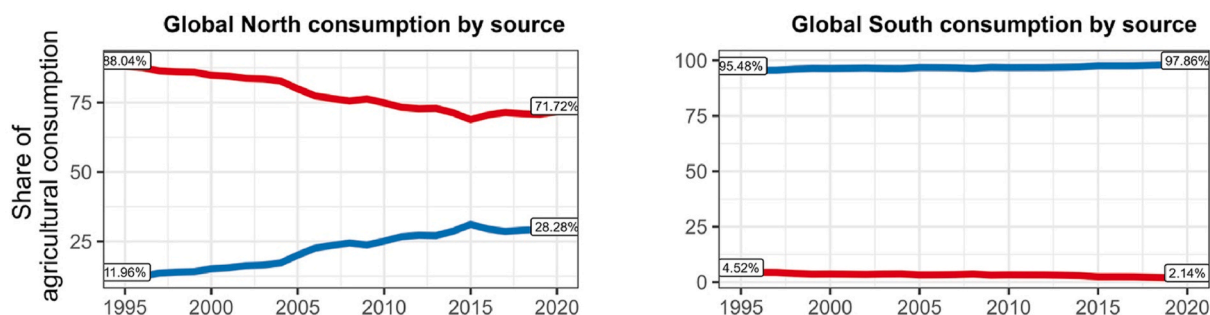 Global North consumption by source
Share of
agricultural consumption
75
50
25
88.04%
71.72%
11.96%
28.28%
1995 2000 2005 2010 2015 2020
Global South consumption by source
100
75
50
25
0
95.48%
97.86%
4.52%
2.14%
1995 2000 2005 2010 2015 2020